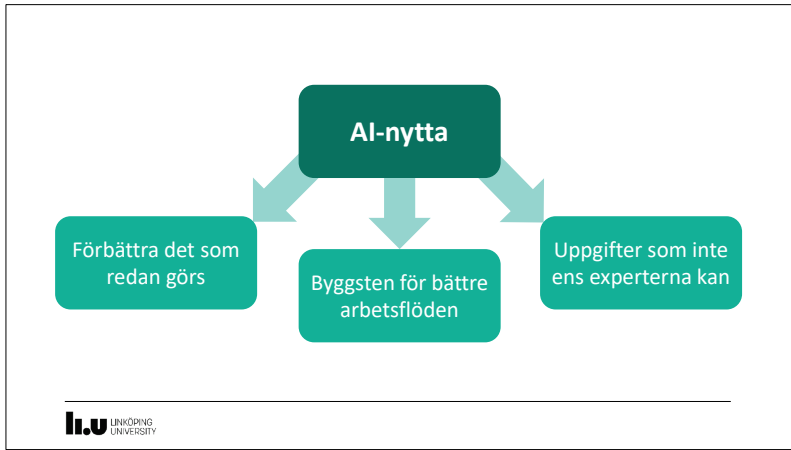 AI-nytta
Förbättra det som
redan görs
Byggsten för bättre
arbetsflöden
Uppgifter som inte
ens experterna kan
li.u LINKÖPING
UNIVERSITY